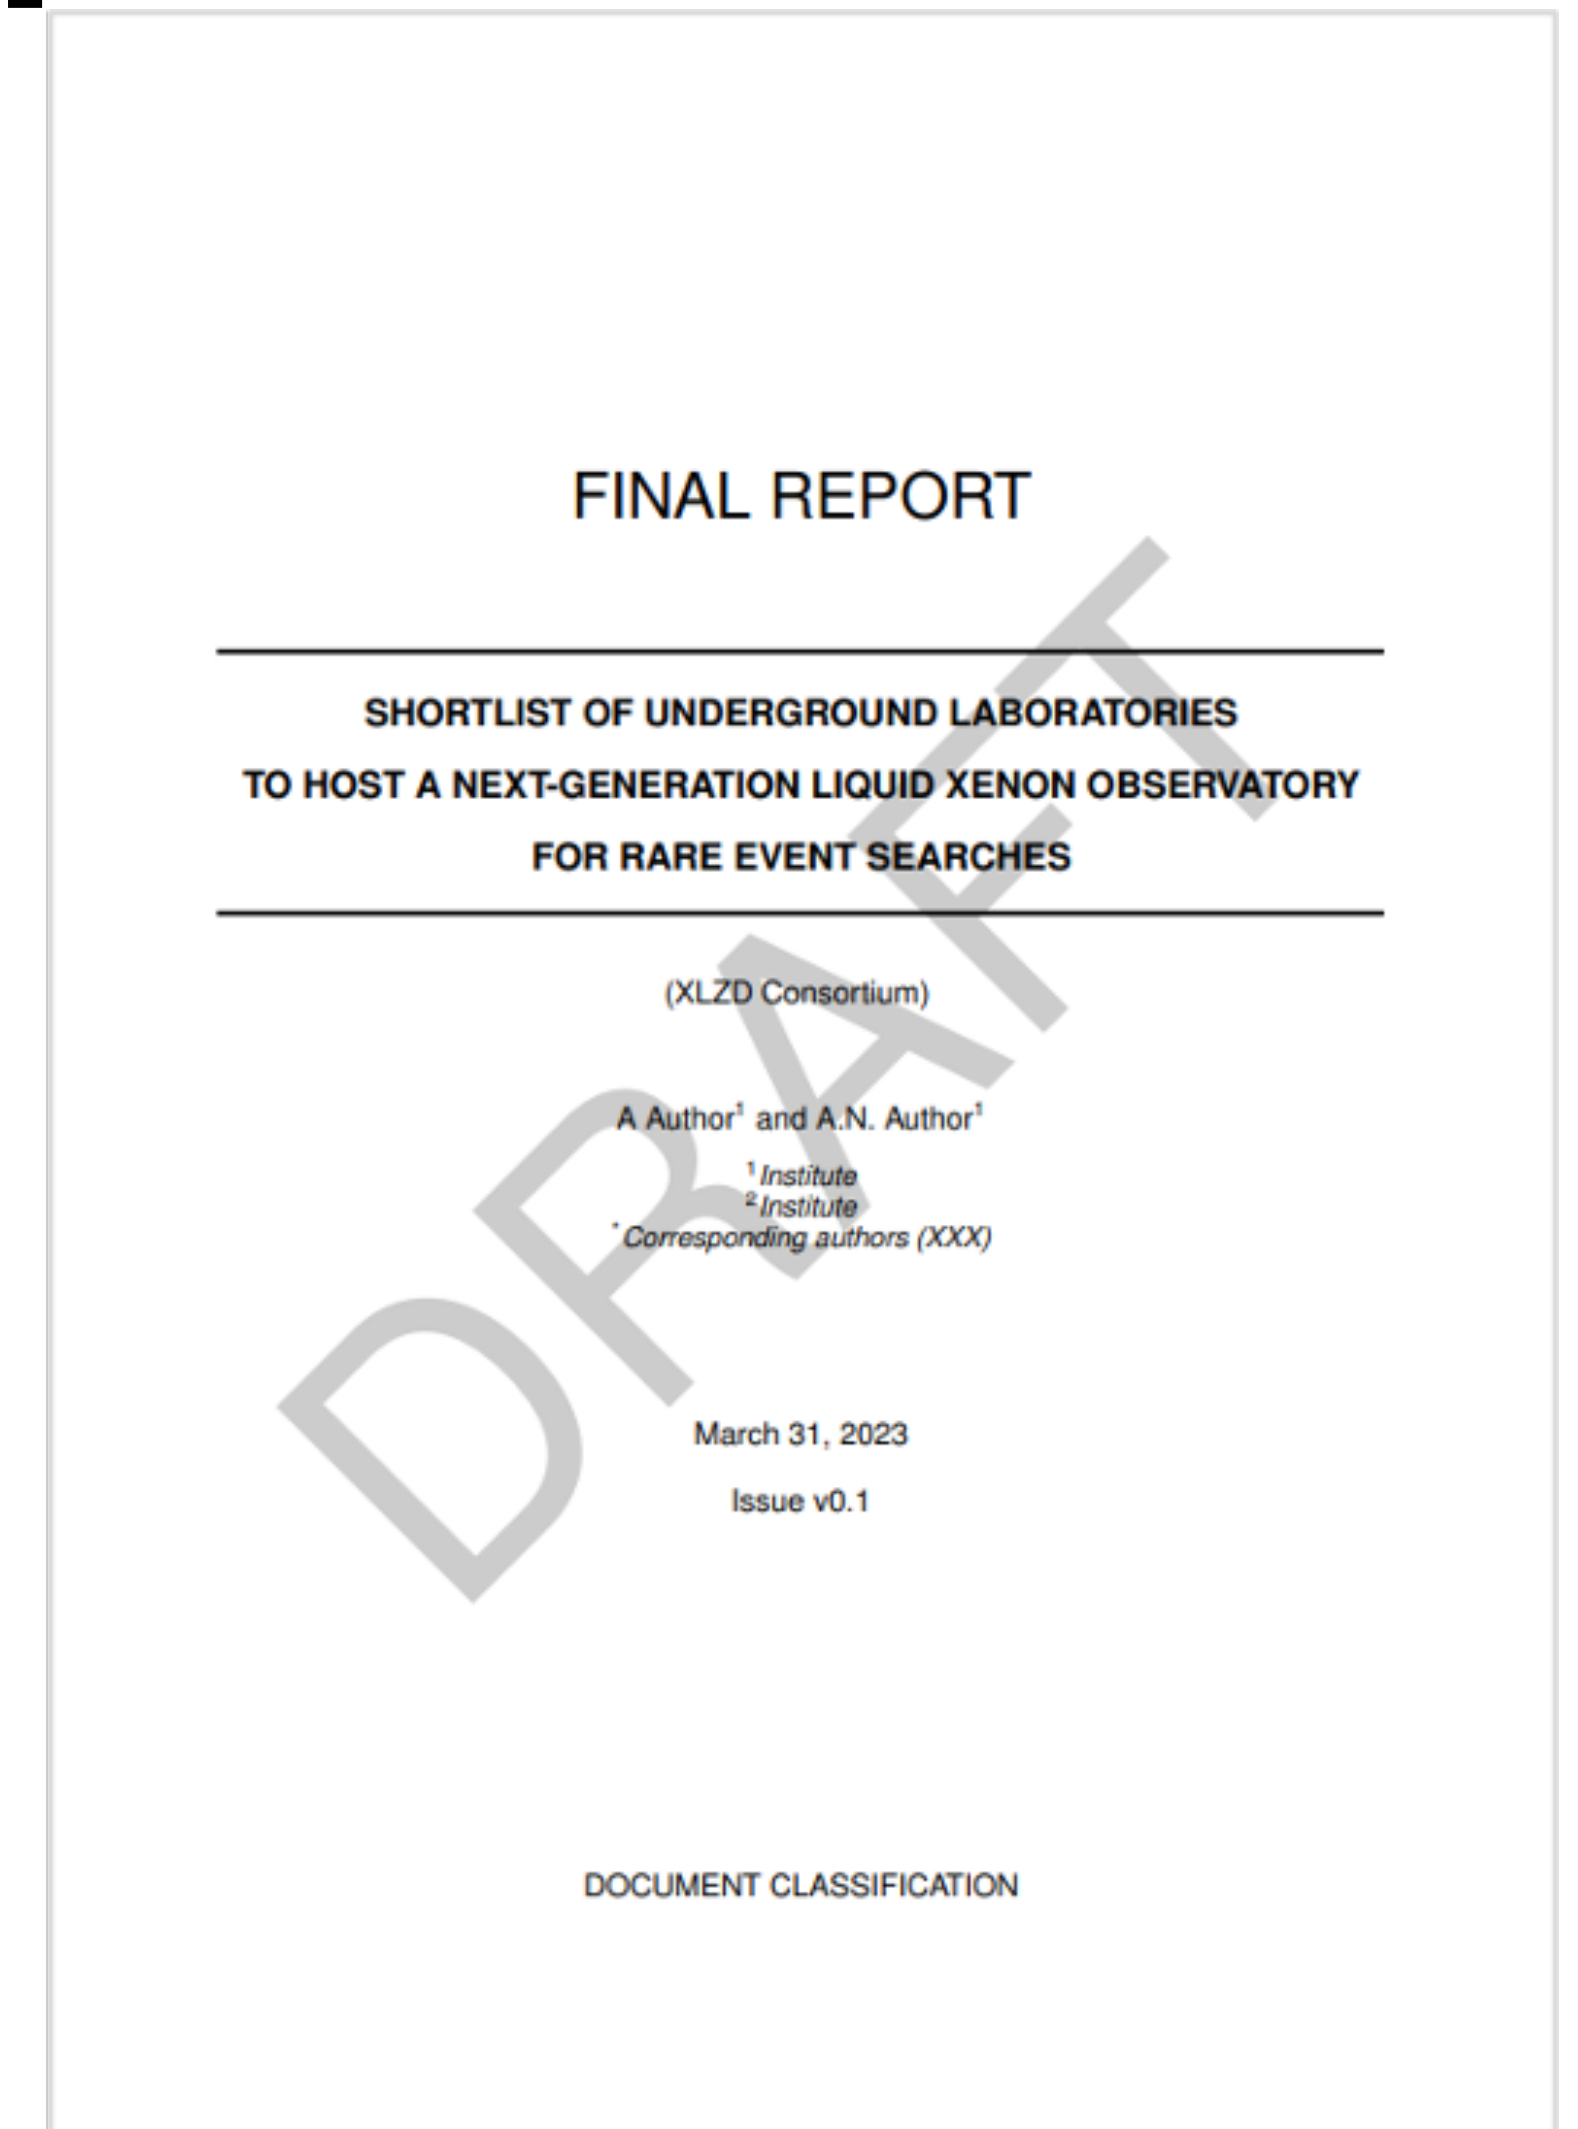 FINAL REPORT
SHORTLIST OF UNDERGROUND LABORATORIES
TO HOST A NEXT-GENERATION LIQUID XENON OBSERVATORY
FOR RARE EVENT SEARCHES
(XLZD Consortium)
A Author¹ and A.N. Author¹
¹Institute
²Institute
*Corresponding authors (XXX)
March 31, 2023
Issue v0.1
DOCUMENT CLASSIFICATION
DRAFT